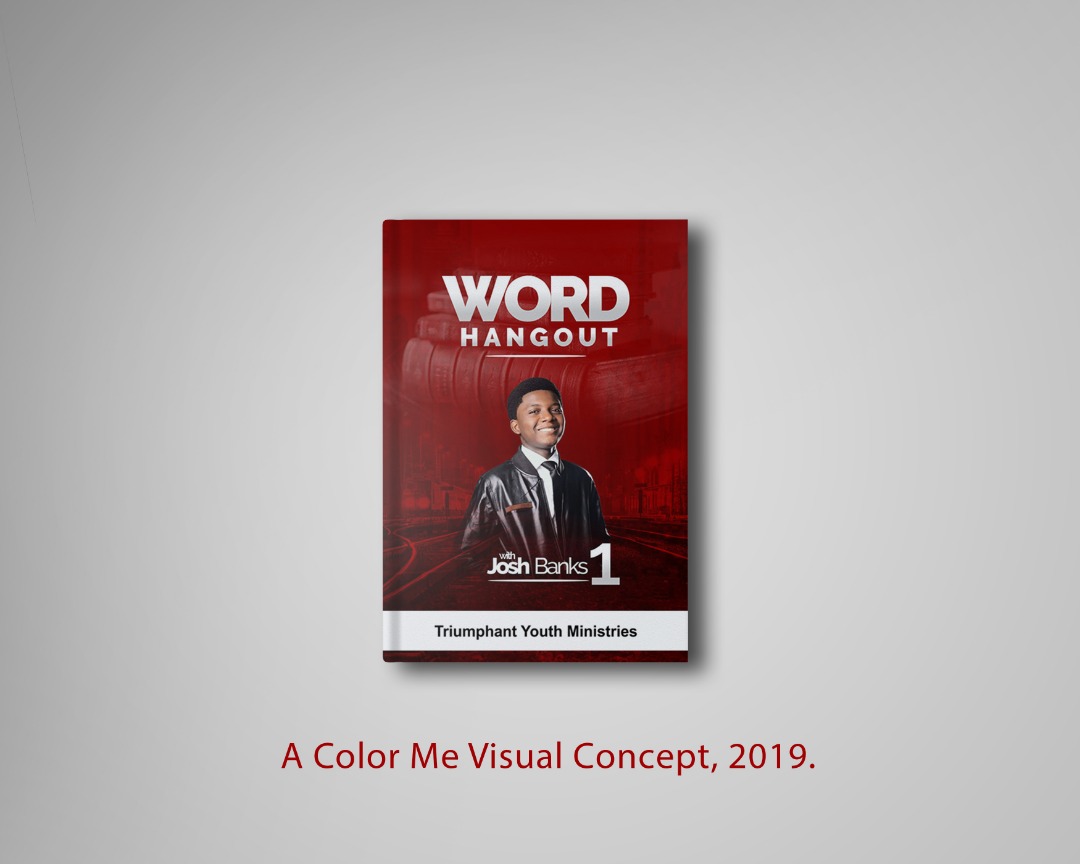 WORD
HANGOUT
with
Josh Banks 1
Triumphant Youth Ministries
A Color Me Visual Concept, 2019.